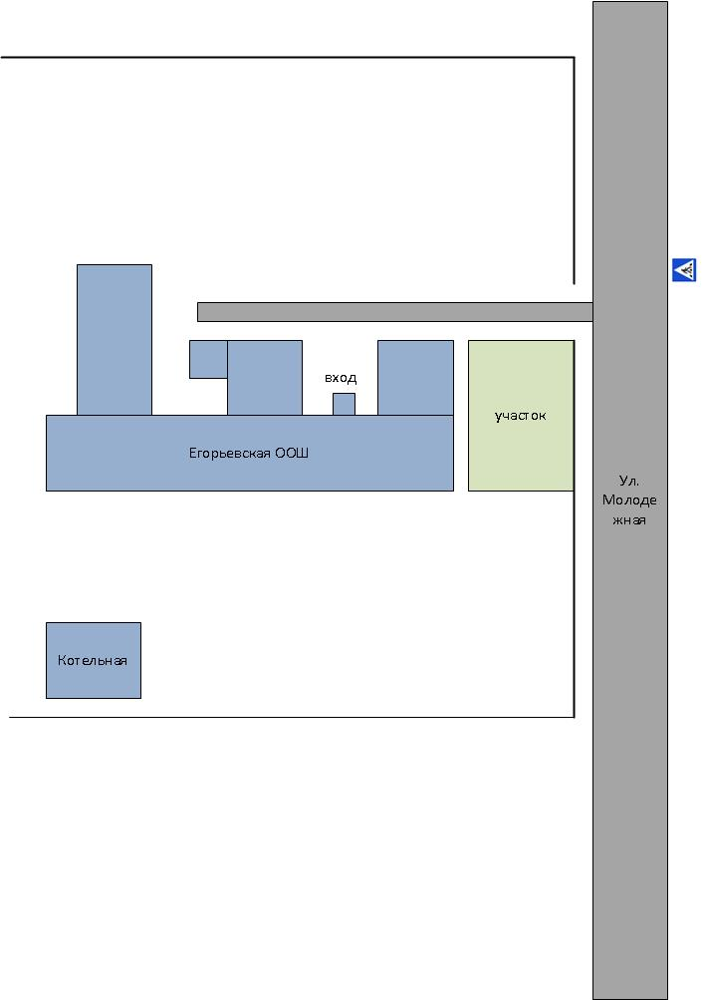 вход
участок
Егорьевская ООШ
Ул.
Молоде
жная
Котельная